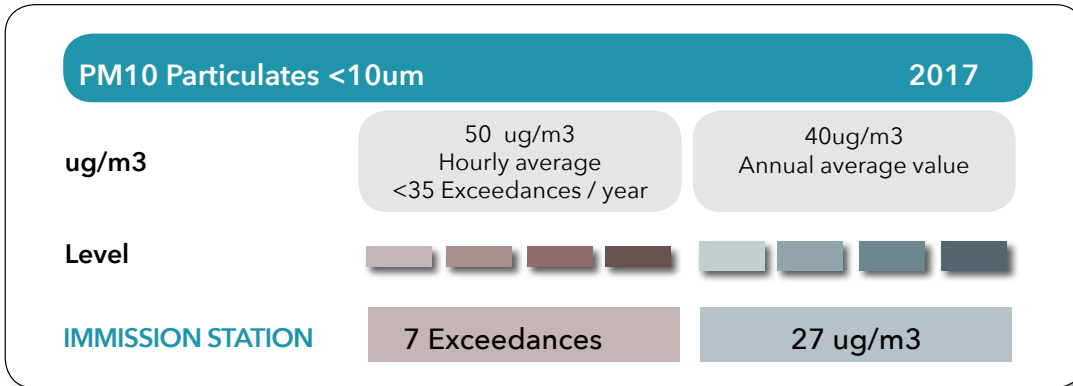 PM10 Particulates <10um 2017
ug/m3
50 ug/m3
Hourly average
<35 Exceedances / year
40ug/m3
Annual average value
Level
IMMISSION STATION 7 Exceedances 27 ug/m3